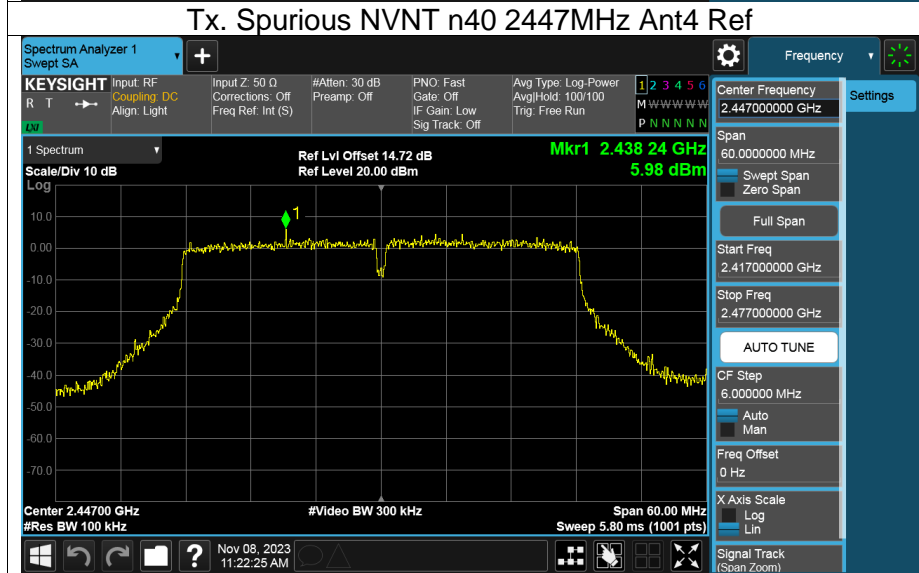 Tx. Spurious NVNT n40 2447MHz Ant4 Ref
Spectrum Analyzer 1
Swept SA
+
Frequency
KEYSIGHT
R T
LXI
Input: RF
Coupling: DC
Align: Light
Input Z: 50 Ω
Corrections: Off
Freq Ref: Int (S)
#Atten: 30 dB
Preamp: Off
PNO: Fast
Gate: Off
IF Gain: Low
Sig Track: Off
Avg Type: Log-Power
Avg|Hold: 100/100
Trig: Free Run
1 2 3 4 5 6
M W W W W W
P N N N N N
Center Frequency
2.447000000 GHz
Settings
1 Spectrum
Scale/Div 10 dB
Log
Ref Lvl Offset 14.72 dB
Ref Level 20.00 dBm
Mkr1 2.438 24 GHz
5.98 dBm
1
10.0
0.00
-10.0
-20.0
-30.0
-40.0
-50.0
-60.0
-70.0
Center 2.44700 GHz
#Res BW 100 kHz
#Video BW 300 kHz
Span 60.00 MHz
Sweep 5.80 ms (1001 pts)
Span
60.0000000 MHz
Swept Span
Zero Span
Full Span
Start Freq
2.417000000 GHz
Stop Freq
2.477000000 GHz
AUTO TUNE
CF Step
6.000000 MHz
Auto
Man
Freq Offset
0 Hz
X Axis Scale
Log
Lin
Signal Track
(Span Zoom)
?
Nov 08, 2023
11:22:25 AM